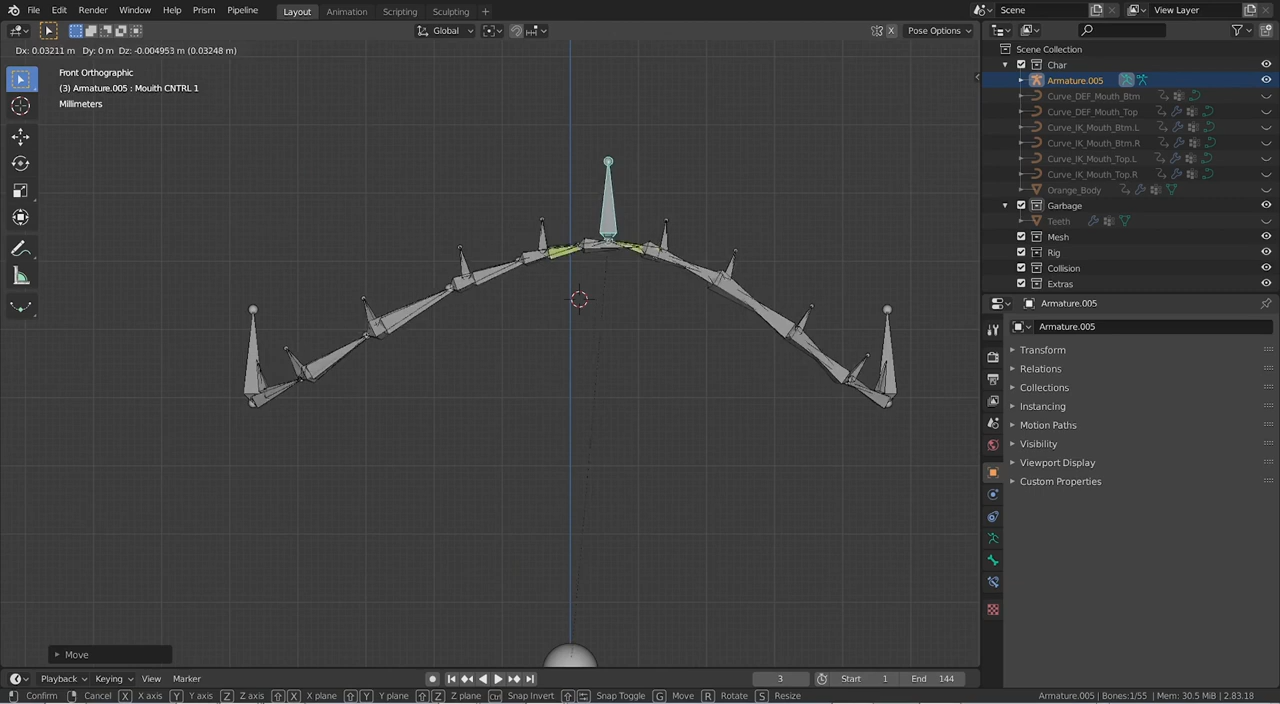 File Edit Render Window Help Prism Pipeline Layout Animation Scripting Sculpting + Scene View Layer
Global Pose Options X
Dx: 0.03211 m Dy: 0 m Dz: -0.004953 m (0.03248 m)
Front Orthographic
(3) Armature.005 : Mouth CNTRL 1
Millimeters
Scene Collection
Char
Armature.005
Curve_DEF_Mouth_Btm
Curve_DEF_Mouth_Top
Curve_IK_Mouth_Btm.L
Curve_IK_Mouth_Btm.R
Curve_IK_Mouth_Top.L
Curve_IK_Mouth_Top.R
Orange_Body
Garbage
Teeth
Mesh
Rig
Collision
Extras
Armature.005
Armature.005
Transform
Relations
Collections
Instancing
Motion Paths
Visibility
Viewport Display
Custom Properties
Move
Playback Keying View Marker 3 Start 1 End 144
Confirm Cancel X X axis Y Y axis Z Z axis X X plane Y Y plane Z Z plane Ctrl Snap Invert Snap Toggle G Move R Rotate S Resize Armature.005 | Bones:1/55 | Mem: 30.5 MiB | 2.83.18